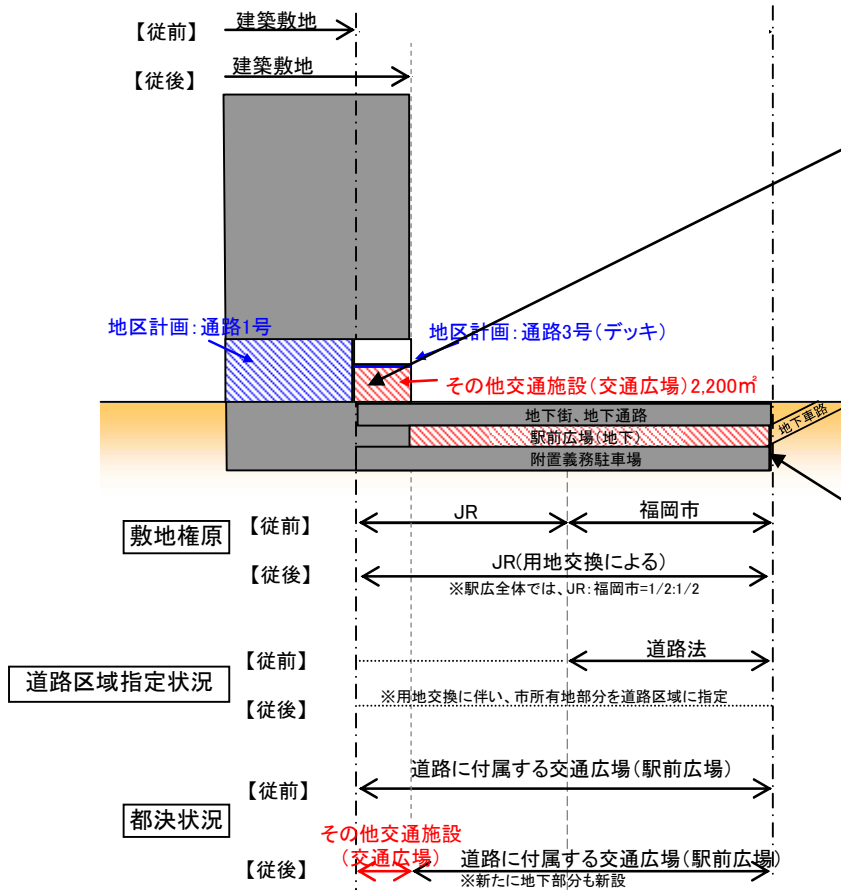 【従前】 建築敷地
【従後】 建築敷地
地区計画：通路1号
地区計画：通路3号（デッキ）
その他交通施設（交通広場）2,200㎡
地下街、地下通路
駅前広場（地下）
附置義務駐車場
地下車路
敷地権原
【従前】 JR 福岡市
【従後】 JR(用地交換による)
※駅広全体では、JR：福岡市=1/2:1/2
道路区域指定状況
【従前】 道路法
※用地交換に伴い、市所有地部分を道路区域に指定
【従後】
都決状況
道路に付属する交通広場（駅前広場）
【従前】
その他交通施設
（交通広場）
【従後】 道路に付属する交通広場（駅前広場）
※新たに地下部分も新設